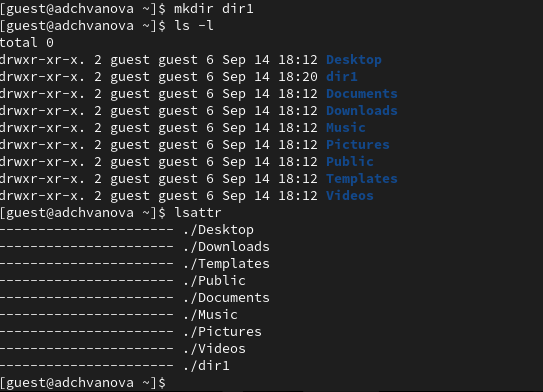 [guest@adchvanova ~]$ mkdir dir1
[guest@adchvanova ~]$ ls -l
total 0
drwxr-xr-x. 2 guest guest 6 Sep 14 18:12 Desktop
drwxr-xr-x. 2 guest guest 6 Sep 14 18:20 dir1
drwxr-xr-x. 2 guest guest 6 Sep 14 18:12 Documents
drwxr-xr-x. 2 guest guest 6 Sep 14 18:12 Downloads
drwxr-xr-x. 2 guest guest 6 Sep 14 18:12 Music
drwxr-xr-x. 2 guest guest 6 Sep 14 18:12 Pictures
drwxr-xr-x. 2 guest guest 6 Sep 14 18:12 Public
drwxr-xr-x. 2 guest guest 6 Sep 14 18:12 Templates
drwxr-xr-x. 2 guest guest 6 Sep 14 18:12 Videos
[guest@adchvanova ~]$ lsattr
---------------------- ./Desktop
---------------------- ./Downloads
---------------------- ./Templates
---------------------- ./Public
---------------------- ./Documents
---------------------- ./Music
---------------------- ./Pictures
---------------------- ./Videos
---------------------- ./dir1
[guest@adchvanova ~]$